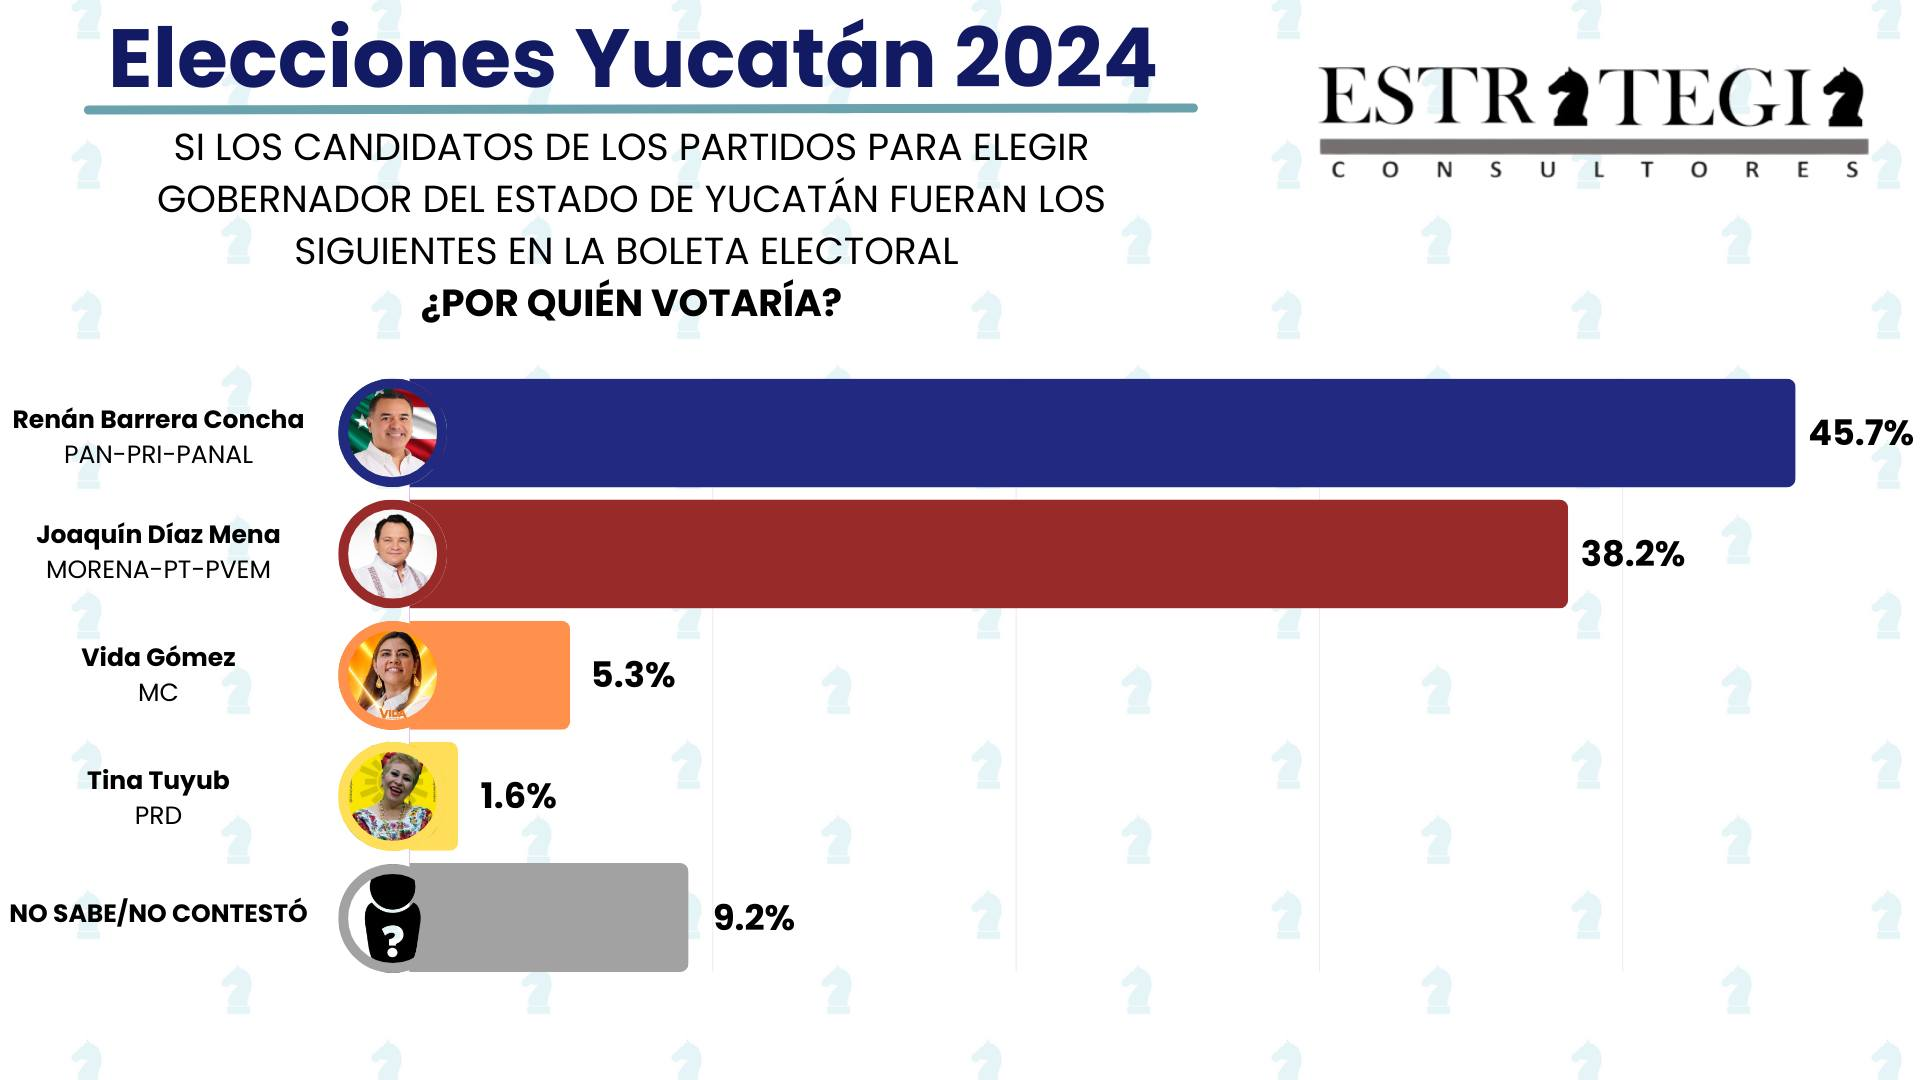 Elecciones Yucatán 2024
ESTRATEGIA
CONSULTORES
SI LOS CANDIDATOS DE LOS PARTIDOS PARA ELEGIR
GOBERNADOR DEL ESTADO DE YUCATÁN FUERAN LOS
SIGUIENTES EN LA BOLETA ELECTORAL
¿POR QUIÉN VOTARÍA?
Renán Barrera Concha
PAN-PRI-PANAL
45.7%
Joaquín Díaz Mena
MORENA-PT-PVEM
38.2%
Vida Gómez
MC
VIDA
5.3%
Tina Tuyub
PRD
1.6%
NO SABE/NO CONTESTÓ
?
9.2%